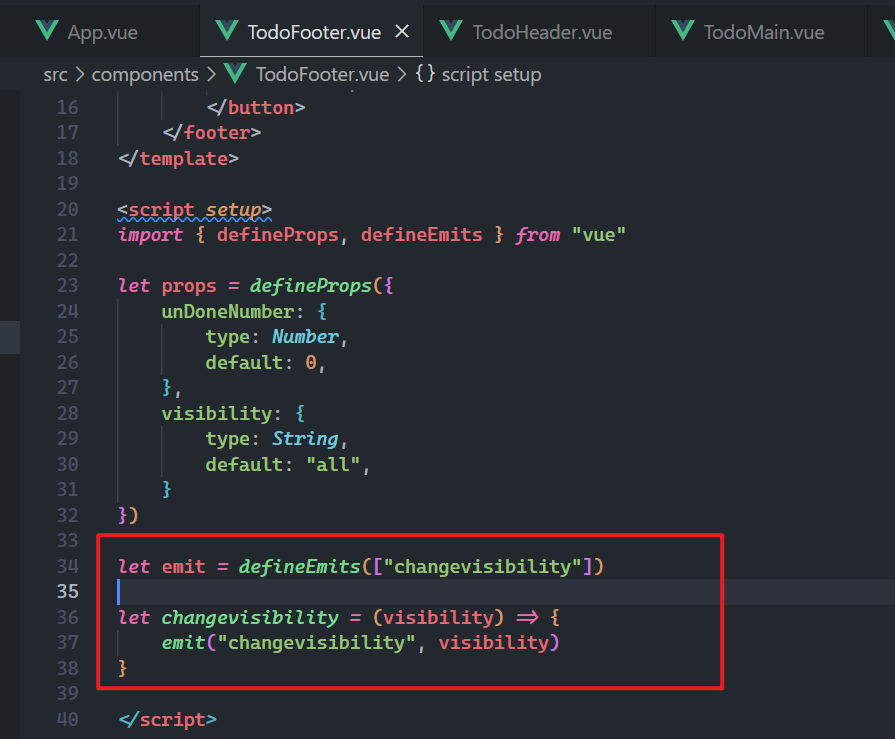 App.vue TodoFooter.vue TodoHeader.vue TodoMain.vue
src > components > TodoFooter.vue > {} script setup
16 </button>
17 </footer>
18 </template>
19
20 <script setup>
21 import { defineProps, defineEmits } from "vue"
22
23 let props = defineProps({
24 unDoneNumber: {
25 type: Number,
26 default: 0,
27 },
28 visibility: {
29 type: String,
30 default: "all",
31 }
32 })
33
34 let emit = defineEmits(["changevisibility"])
35
36 let changevisibility = (visibility) => {
37 emit("changevisibility", visibility)
38 }
39
40 </script>